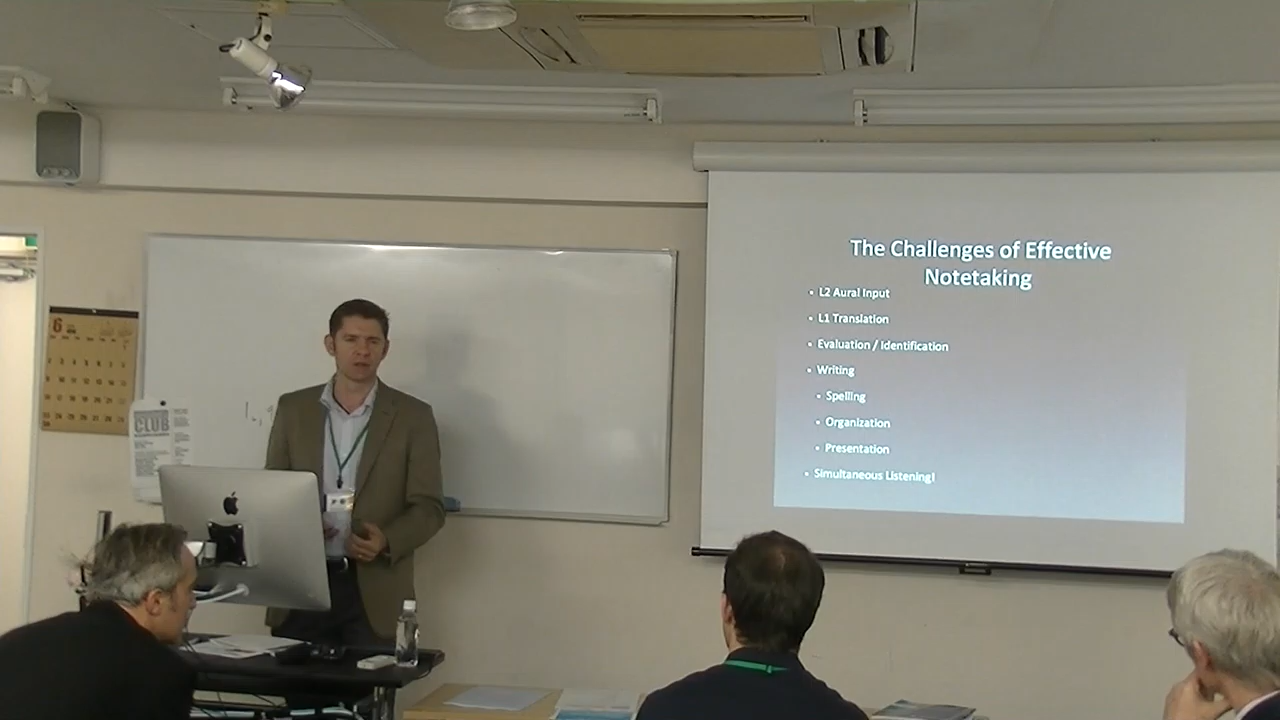 The Challenges of Effective
Notetaking
• L2 Aural Input
• L1 Translation
• Evaluation / Identification
• Writing
• Spelling
• Organization
• Presentation
• Simultaneous Listening!
6
CLUB